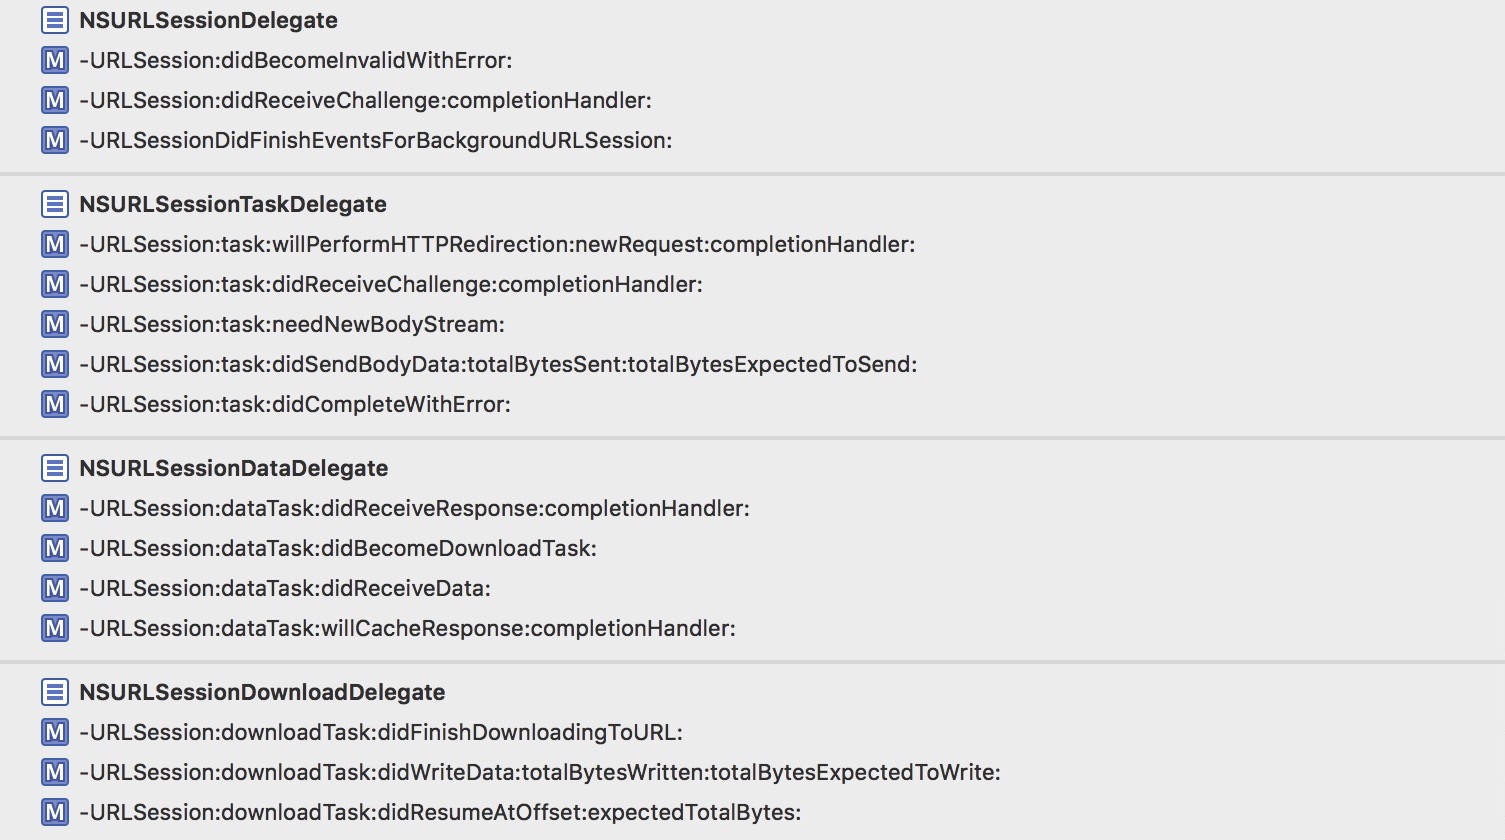 NSURLSessionDelegate
M -URLSession:didBecomeInvalidWithError:
M -URLSession:didReceiveChallenge:completionHandler:
M -URLSessionDidFinishEventsForBackgroundURLSession:
NSURLSessionTaskDelegate
M -URLSession:task:willPerformHTTPRedirection:newRequest:completionHandler:
M -URLSession:task:didReceiveChallenge:completionHandler:
M -URLSession:task:needNewBodyStream:
M -URLSession:task:didSendBodyData:totalBytesSent:totalBytesExpectedToSend:
M -URLSession:task:didCompleteWithError:
NSURLSessionDataDelegate
M -URLSession:dataTask:didReceiveResponse:completionHandler:
M -URLSession:dataTask:didBecomeDownloadTask:
M -URLSession:dataTask:didReceiveData:
M -URLSession:dataTask:willCacheResponse:completionHandler:
NSURLSessionDownloadDelegate
M -URLSession:downloadTask:didFinishDownloadingToURL:
M -URLSession:downloadTask:didWriteData:totalBytesWritten:totalBytesExpectedToWrite:
M -URLSession:downloadTask:didResumeAtOffset:expectedTotalBytes: